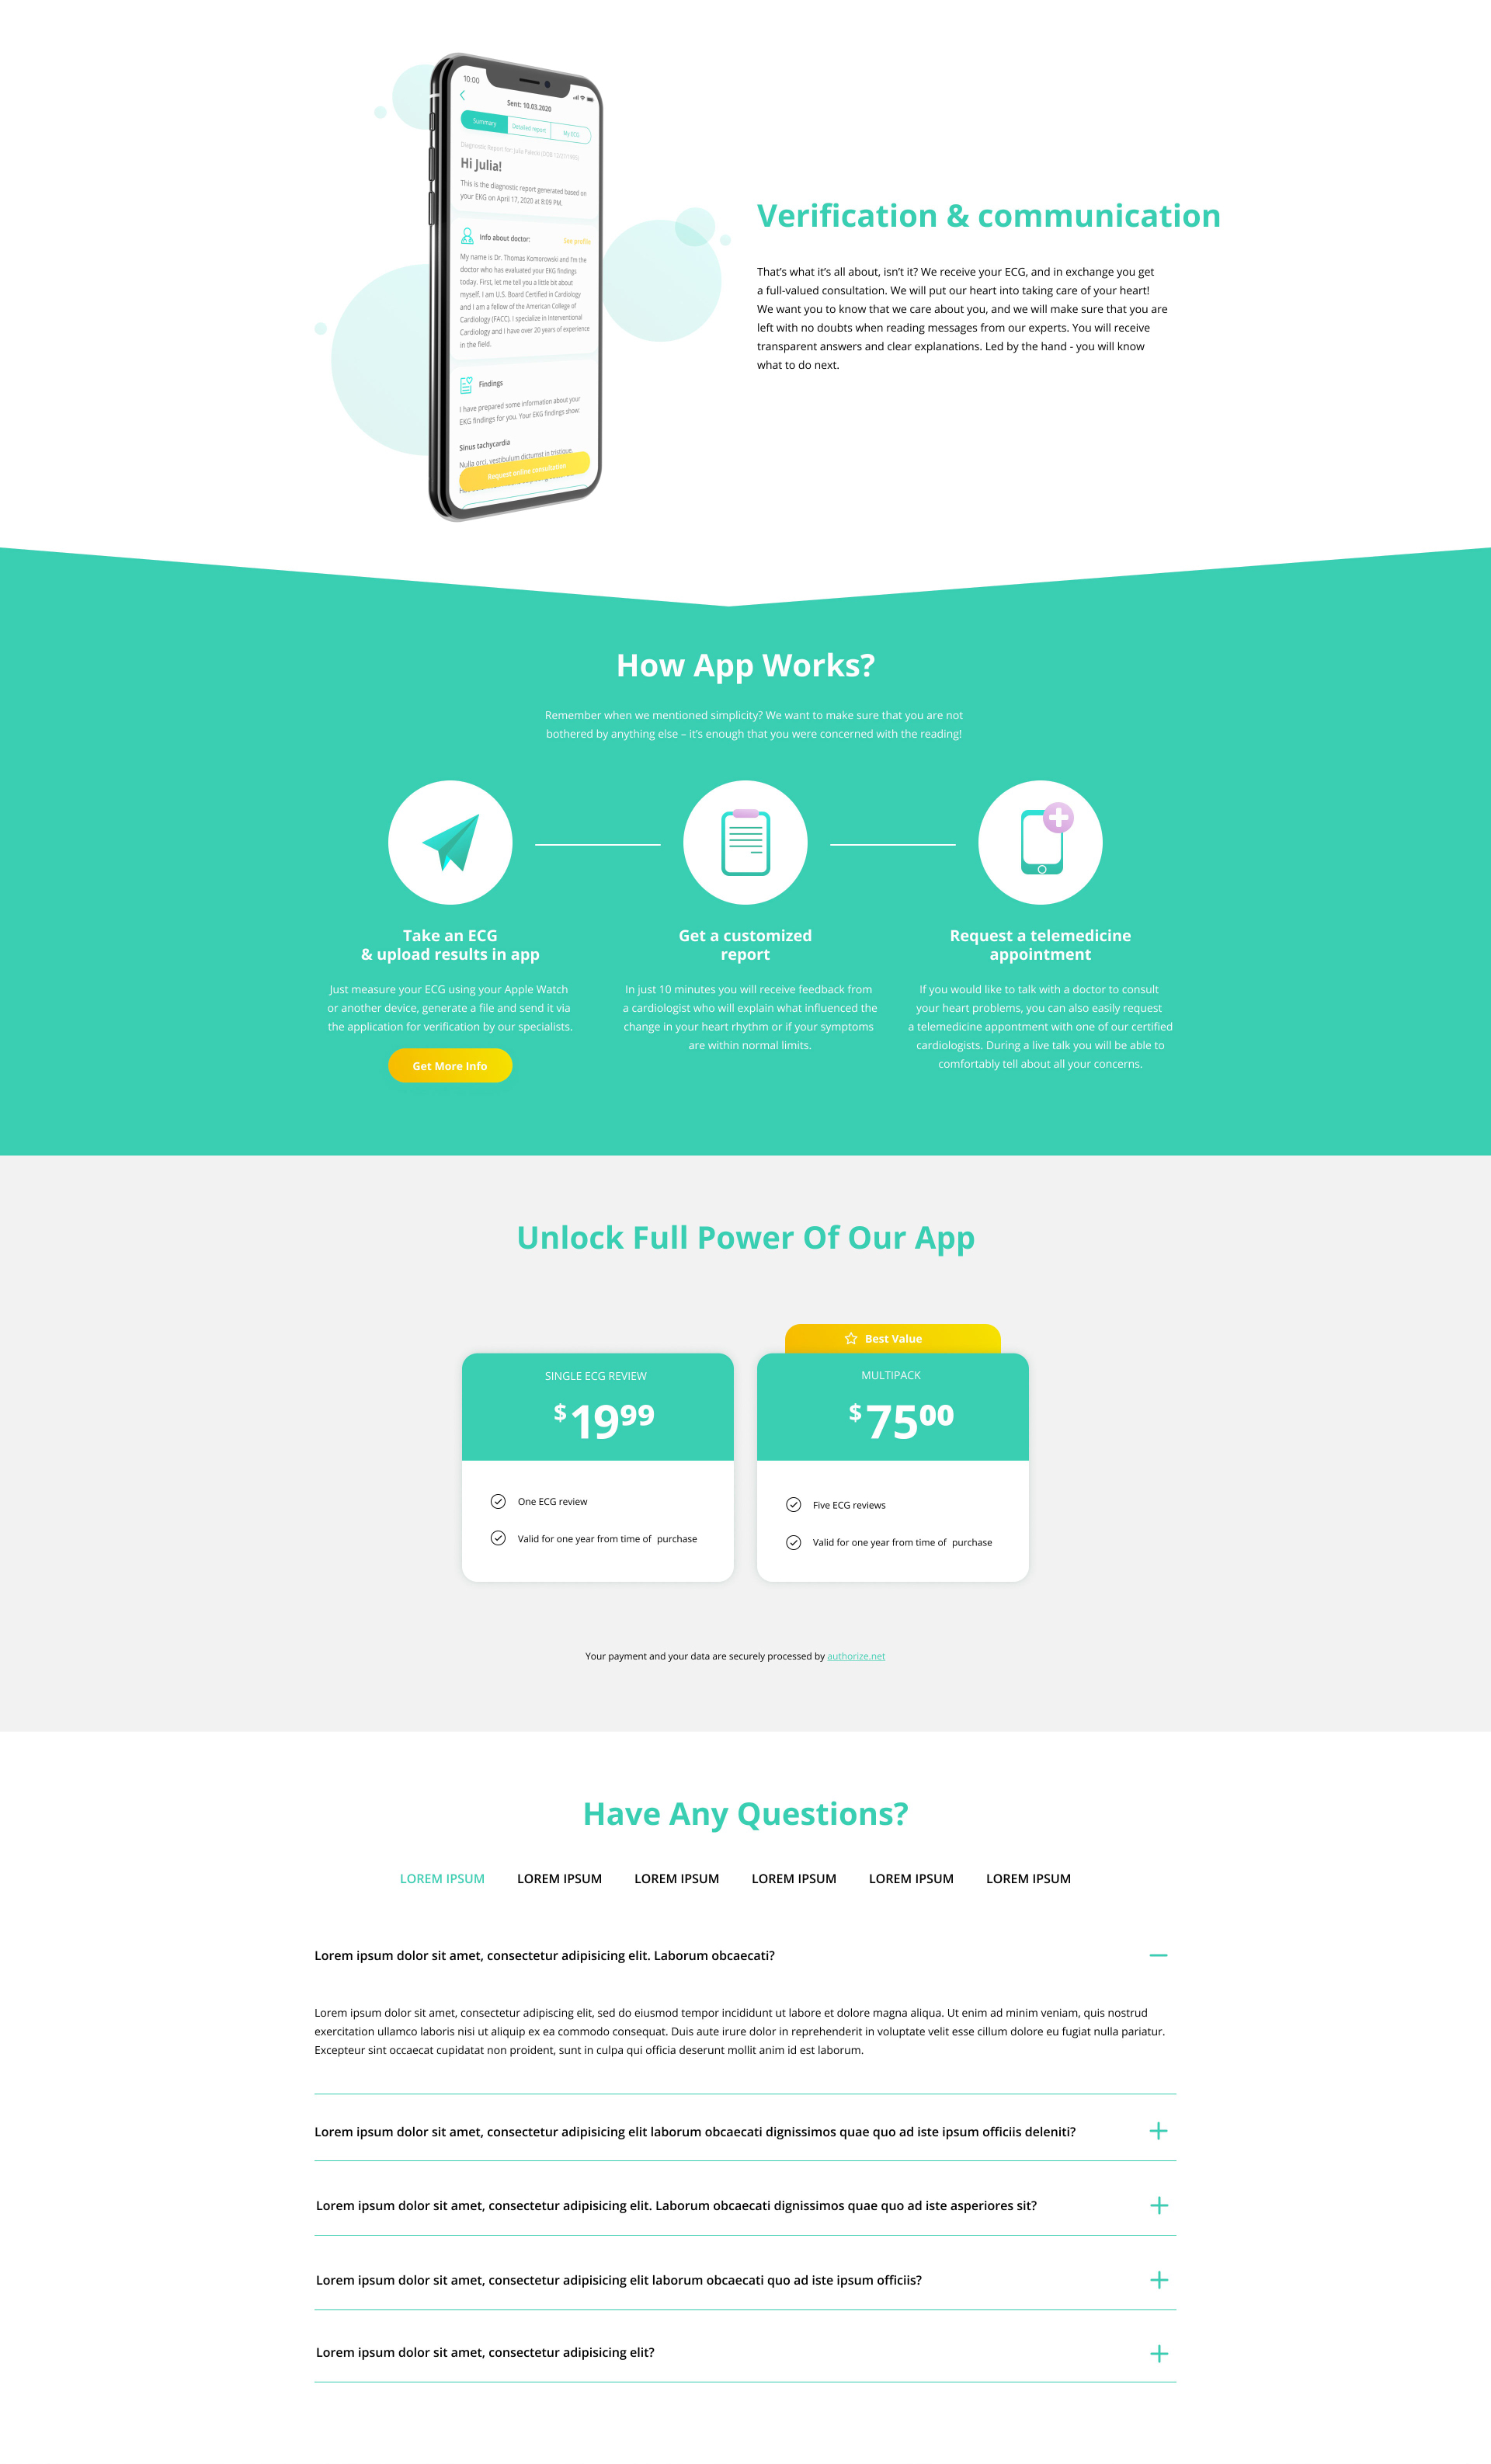 10:00
Sent: 10.03.2020
Summary
Detailed report
My ECG
Hi Julia!
This is the diagnostic report generated based on
your EKG on April 17, 2020 at 8:09 PM.
Info about doctor:
See profile
My name is Dr. Thomas Komorowski and I'm the
doctor who has evaluated your EKG findings
today. First, let me tell you a little bit about
myself. I am U.S. Board Certified in Cardiology
and I am a fellow of the American College of
Cardiology (FACC). I specialize in Interventional
Cardiology and I have over 20 years of experience
in the field.
Findings
I have prepared some information about your
EKG findings for you. Your EKG findings show:
Sinus tachycardia
Nulla orci, vestibulum dictumst in tristique
Request online consultation
Verification & communication
That’s what it’s all about, isn’t it? We receive your ECG, and in exchange you get
a full-valued consultation. We will put our heart into taking care of your heart!
We want you to know that we care about you, and we will make sure that you are
left with no doubts when reading messages from our experts. You will receive
transparent answers and clear explanations. Led by the hand - you will know
what to do next.
How App Works?
Remember when we mentioned simplicity? We want to make sure that you are not
bothered by anything else – it’s enough that you were concerned with the reading!
Take an ECG
& upload results in app
Just measure your ECG using your Apple Watch
or another device, generate a file and send it via
the application for verification by our specialists.
Get More Info
Get a customized
report
In just 10 minutes you will receive feedback from
a cardiologist who will explain what influenced the
change in your heart rhythm or if your symptoms
are within normal limits.
Request a telemedicine
appointment
If you would like to talk with a doctor to consult
your heart problems, you can also easily request
a telemedicine appontment with one of our certified
cardiologists. During a live talk you will be able to
comfortably tell about all your concerns.
Unlock Full Power Of Our App
SINGLE ECG REVIEW
$1999
One ECG review
Valid for one year from time of purchase
Best Value
MULTIPACK
$7500
Five ECG reviews
Valid for one year from time of purchase
Your payment and your data are securely processed by authorize.net
Have Any Questions?
LOREM IPSUM LOREM IPSUM LOREM IPSUM LOREM IPSUM LOREM IPSUM LOREM IPSUM
Lorem ipsum dolor sit amet, consectetur adipisicing elit. Laborum obcaecati?
Lorem ipsum dolor sit amet, consectetur adipiscing elit, sed do eiusmod tempor incididunt ut labore et dolore magna aliqua. Ut enim ad minim veniam, quis nostrud
exercitation ullamco laboris nisi ut aliquip ex ea commodo consequat. Duis aute irure dolor in reprehenderit in voluptate velit esse cillum dolore eu fugiat nulla pariatur.
Excepteur sint occaecat cupidatat non proident, sunt in culpa qui officia deserunt mollit anim id est laborum.
Lorem ipsum dolor sit amet, consectetur adipisicing elit laborum obcaecati dignissimos quae quo ad iste ipsum officiis deleniti?
Lorem ipsum dolor sit amet, consectetur adipisicing elit. Laborum obcaecati dignissimos quae quo ad iste asperiores sit?
Lorem ipsum dolor sit amet, consectetur adipisicing elit laborum obcaecati quo ad iste ipsum officiis?
Lorem ipsum dolor sit amet, consectetur adipisicing elit?